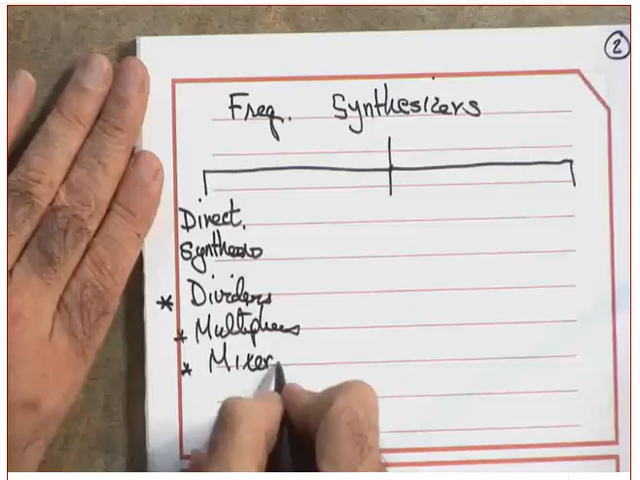 2
Freq. Synthesizers
Direct.
Synthesis
* Dividers
* Multipliers
* Mixer